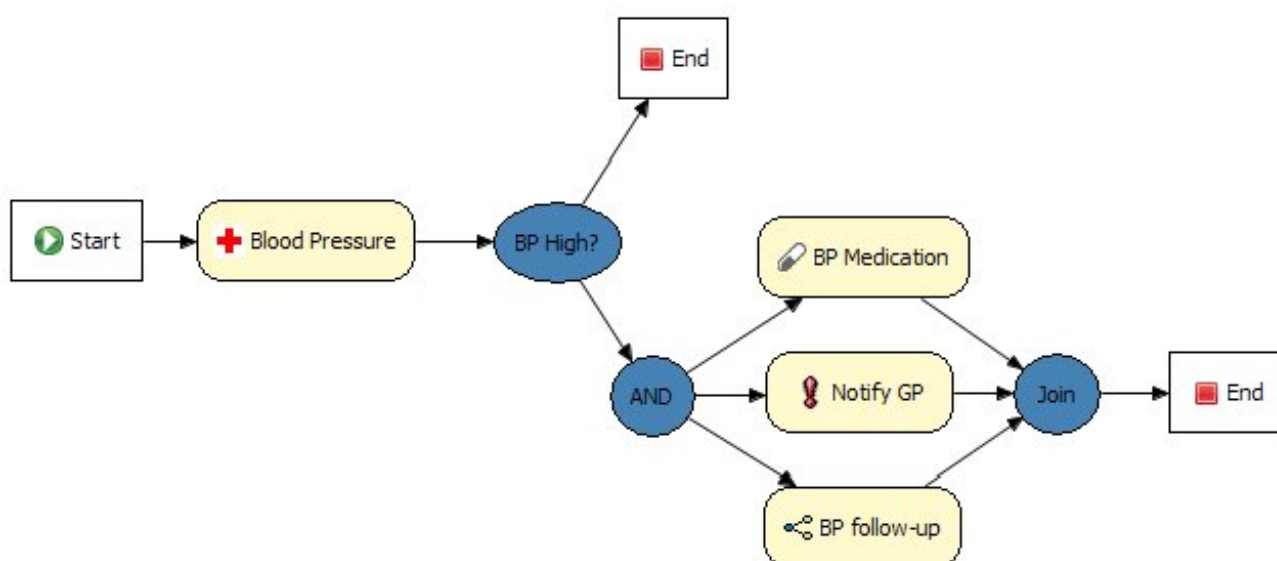 End
Start
Blood Pressure
BP High?
BP Medication
AND
Notify GP
Join
End
BP follow-up